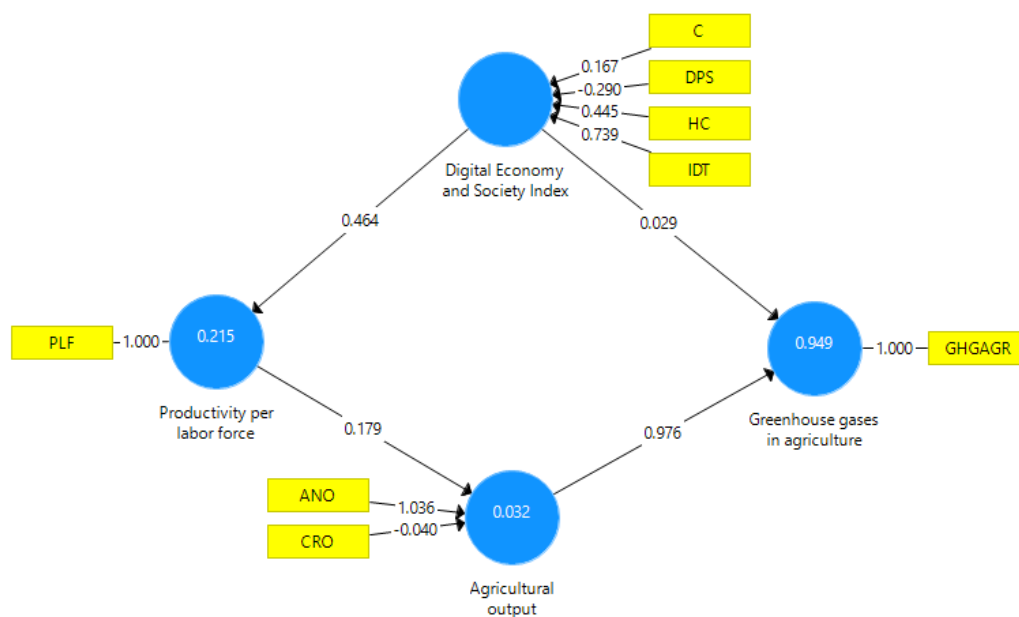 C
0.167
DPS
-0.290
HC
0.445
IDT
0.739
Digital Economy
and Society Index
0.464
0.029
PLF
1.000
0.215
Productivity per
labor force
0.949
1.000
GHGAGR
Greenhouse gases
in agriculture
0.179
0.976
ANO
1.036
CRO
-0.040
0.032
Agricultural
output